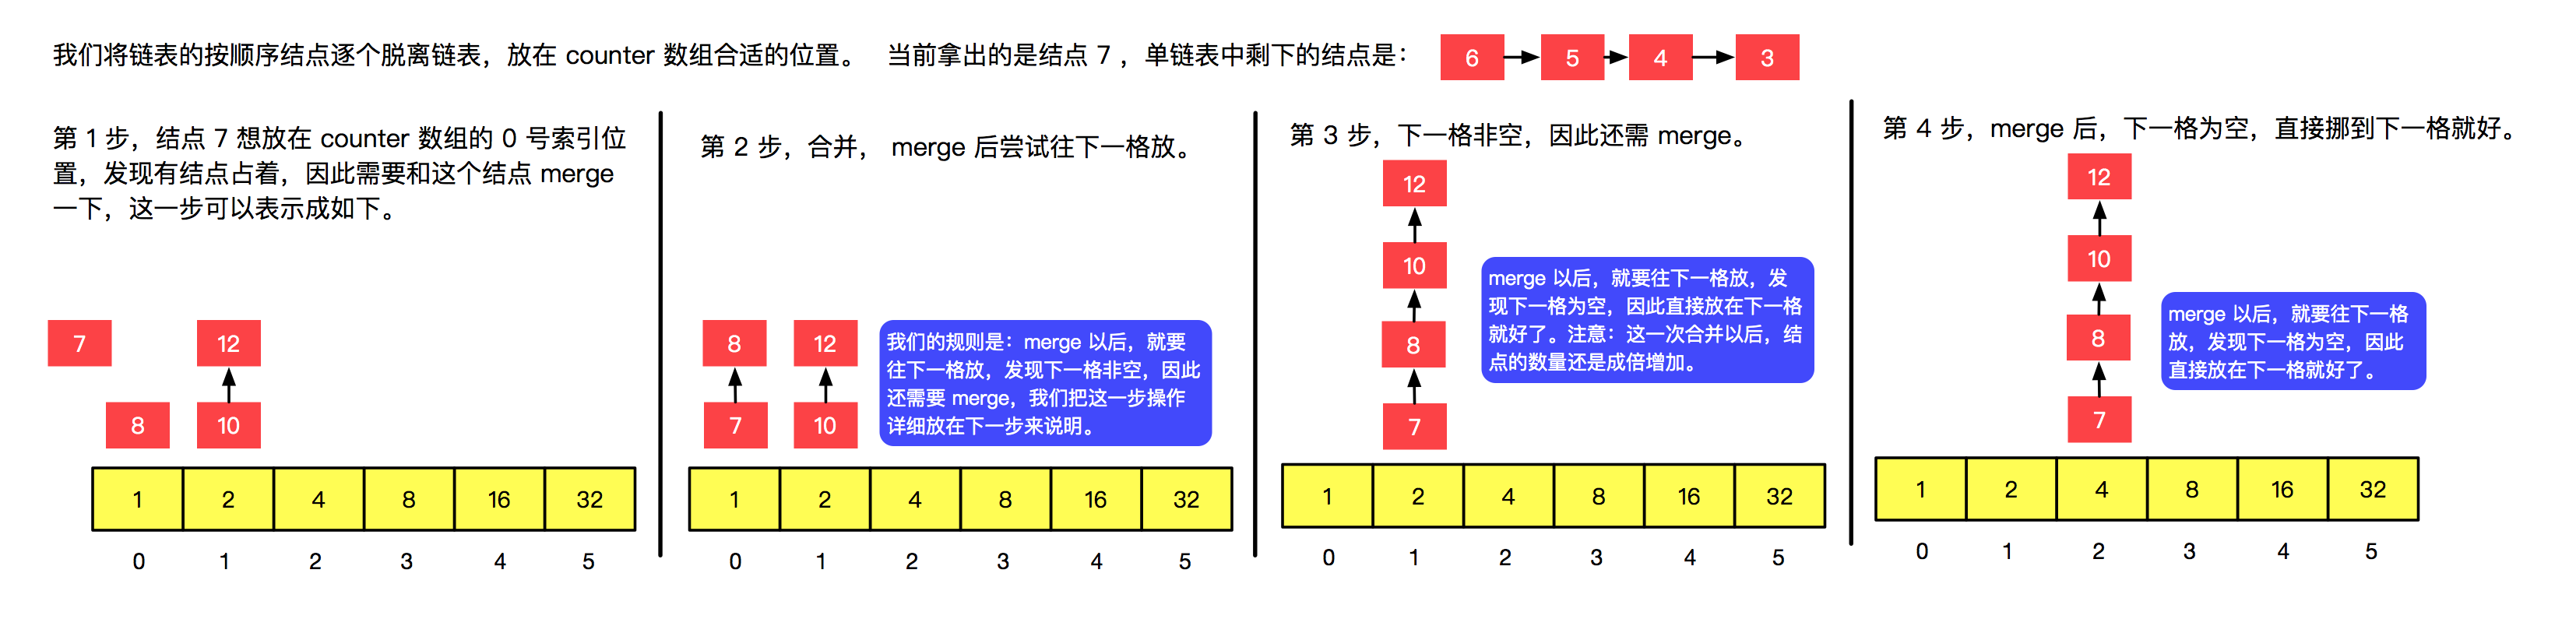 我们将链表的按顺序结点逐个脱离链表，放在 counter 数组合适的位置。 当前拿出的是结点 7 ，单链表中剩下的结点是：
6 5 4 3
第 1 步，结点 7 想放在 counter 数组的 0 号索引位
置，发现有结点占着，因此需要和这个结点 merge
一下，这一步可以表示成如下。
7 12
8 10
1 2 4 8 16 32
0 1 2 3 4 5
第 2 步，合并， merge 后尝试往下一格放。
8 12
7 10
我们的规则是：merge 以后，就要
往下一格放，发现下一格非空，因此
还需要 merge，我们把这一步操作
详细放在下一步来说明。
1 2 4 8 16 32
0 1 2 3 4 5
第 3 步，下一格非空，因此还需 merge。
12
10
8
7
merge 以后，就要往下一格放，发
现下一格为空，因此直接放在下一格
就好了。注意：这一次合并以后，结
点的数量还是成倍增加。
1 2 4 8 16 32
0 1 2 3 4 5
第 4 步，merge 后，下一格为空，直接挪到下一格就好。
12
10
8
7
merge 以后，就要往下一格
放，发现下一格为空，因此
直接放在下一格就好了。
1 2 4 8 16 32
0 1 2 3 4 5